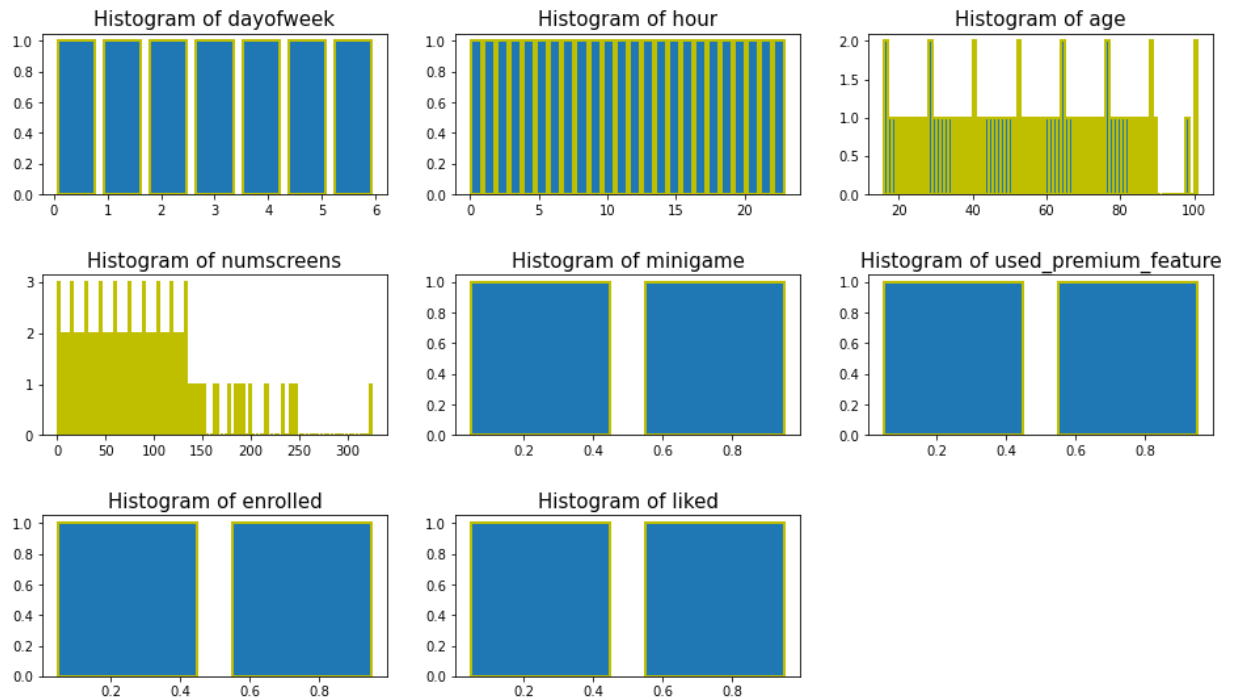 Histogram of dayofweek
1.0
0.8
0.6
0.4
0.2
0.0
0 1 2 3 4 5 6
Histogram of hour
1.0
0.8
0.6
0.4
0.2
0.0
0 5 10 15 20
Histogram of age
2.0
1.5
1.0
0.5
0.0
20 40 60 80 100
Histogram of numscreens
3
2
1
0
0 50 100 150 200 250 300
Histogram of minigame
1.0
0.8
0.6
0.4
0.2
0.0
0.2 0.4 0.6 0.8
Histogram of used_premium_feature
1.0
0.8
0.6
0.4
0.2
0.0
0.2 0.4 0.6 0.8
Histogram of enrolled
1.0
0.8
0.6
0.4
0.2
0.0
0.2 0.4 0.6 0.8
Histogram of liked
1.0
0.8
0.6
0.4
0.2
0.0
0.2 0.4 0.6 0.8